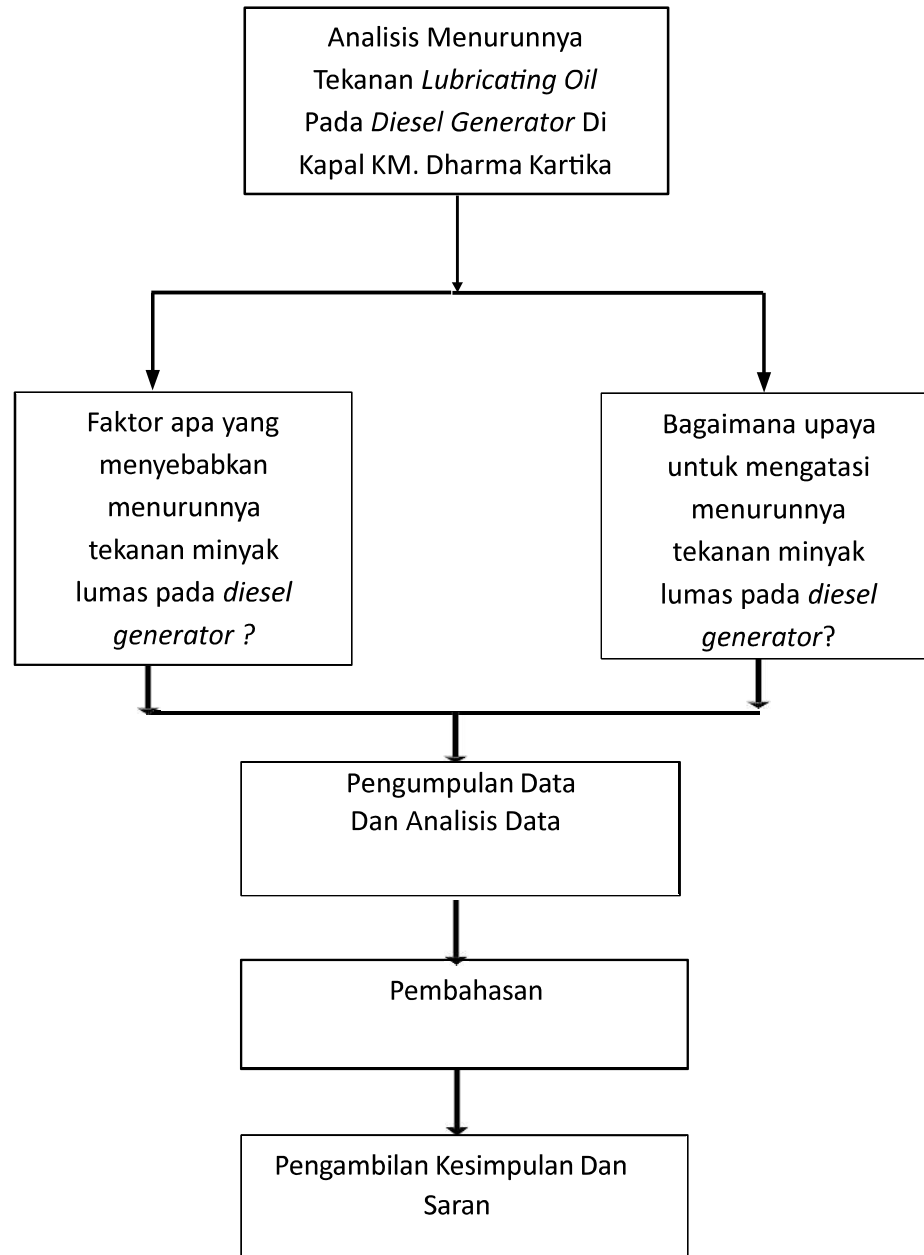 Analisis Menurunnya
Tekanan Lubricating Oil
Pada Diesel Generator Di
Kapal KM. Dharma Kartika
Faktor apa yang
menyebabkan
menurunnya
tekanan minyak
lumas pada diesel
generator ?
Bagaimana upaya
untuk mengatasi
menurunnya
tekanan minyak
lumas pada diesel
generator?
Pengumpulan Data
Dan Analisis Data
Pembahasan
Pengambilan Kesimpulan Dan
Saran